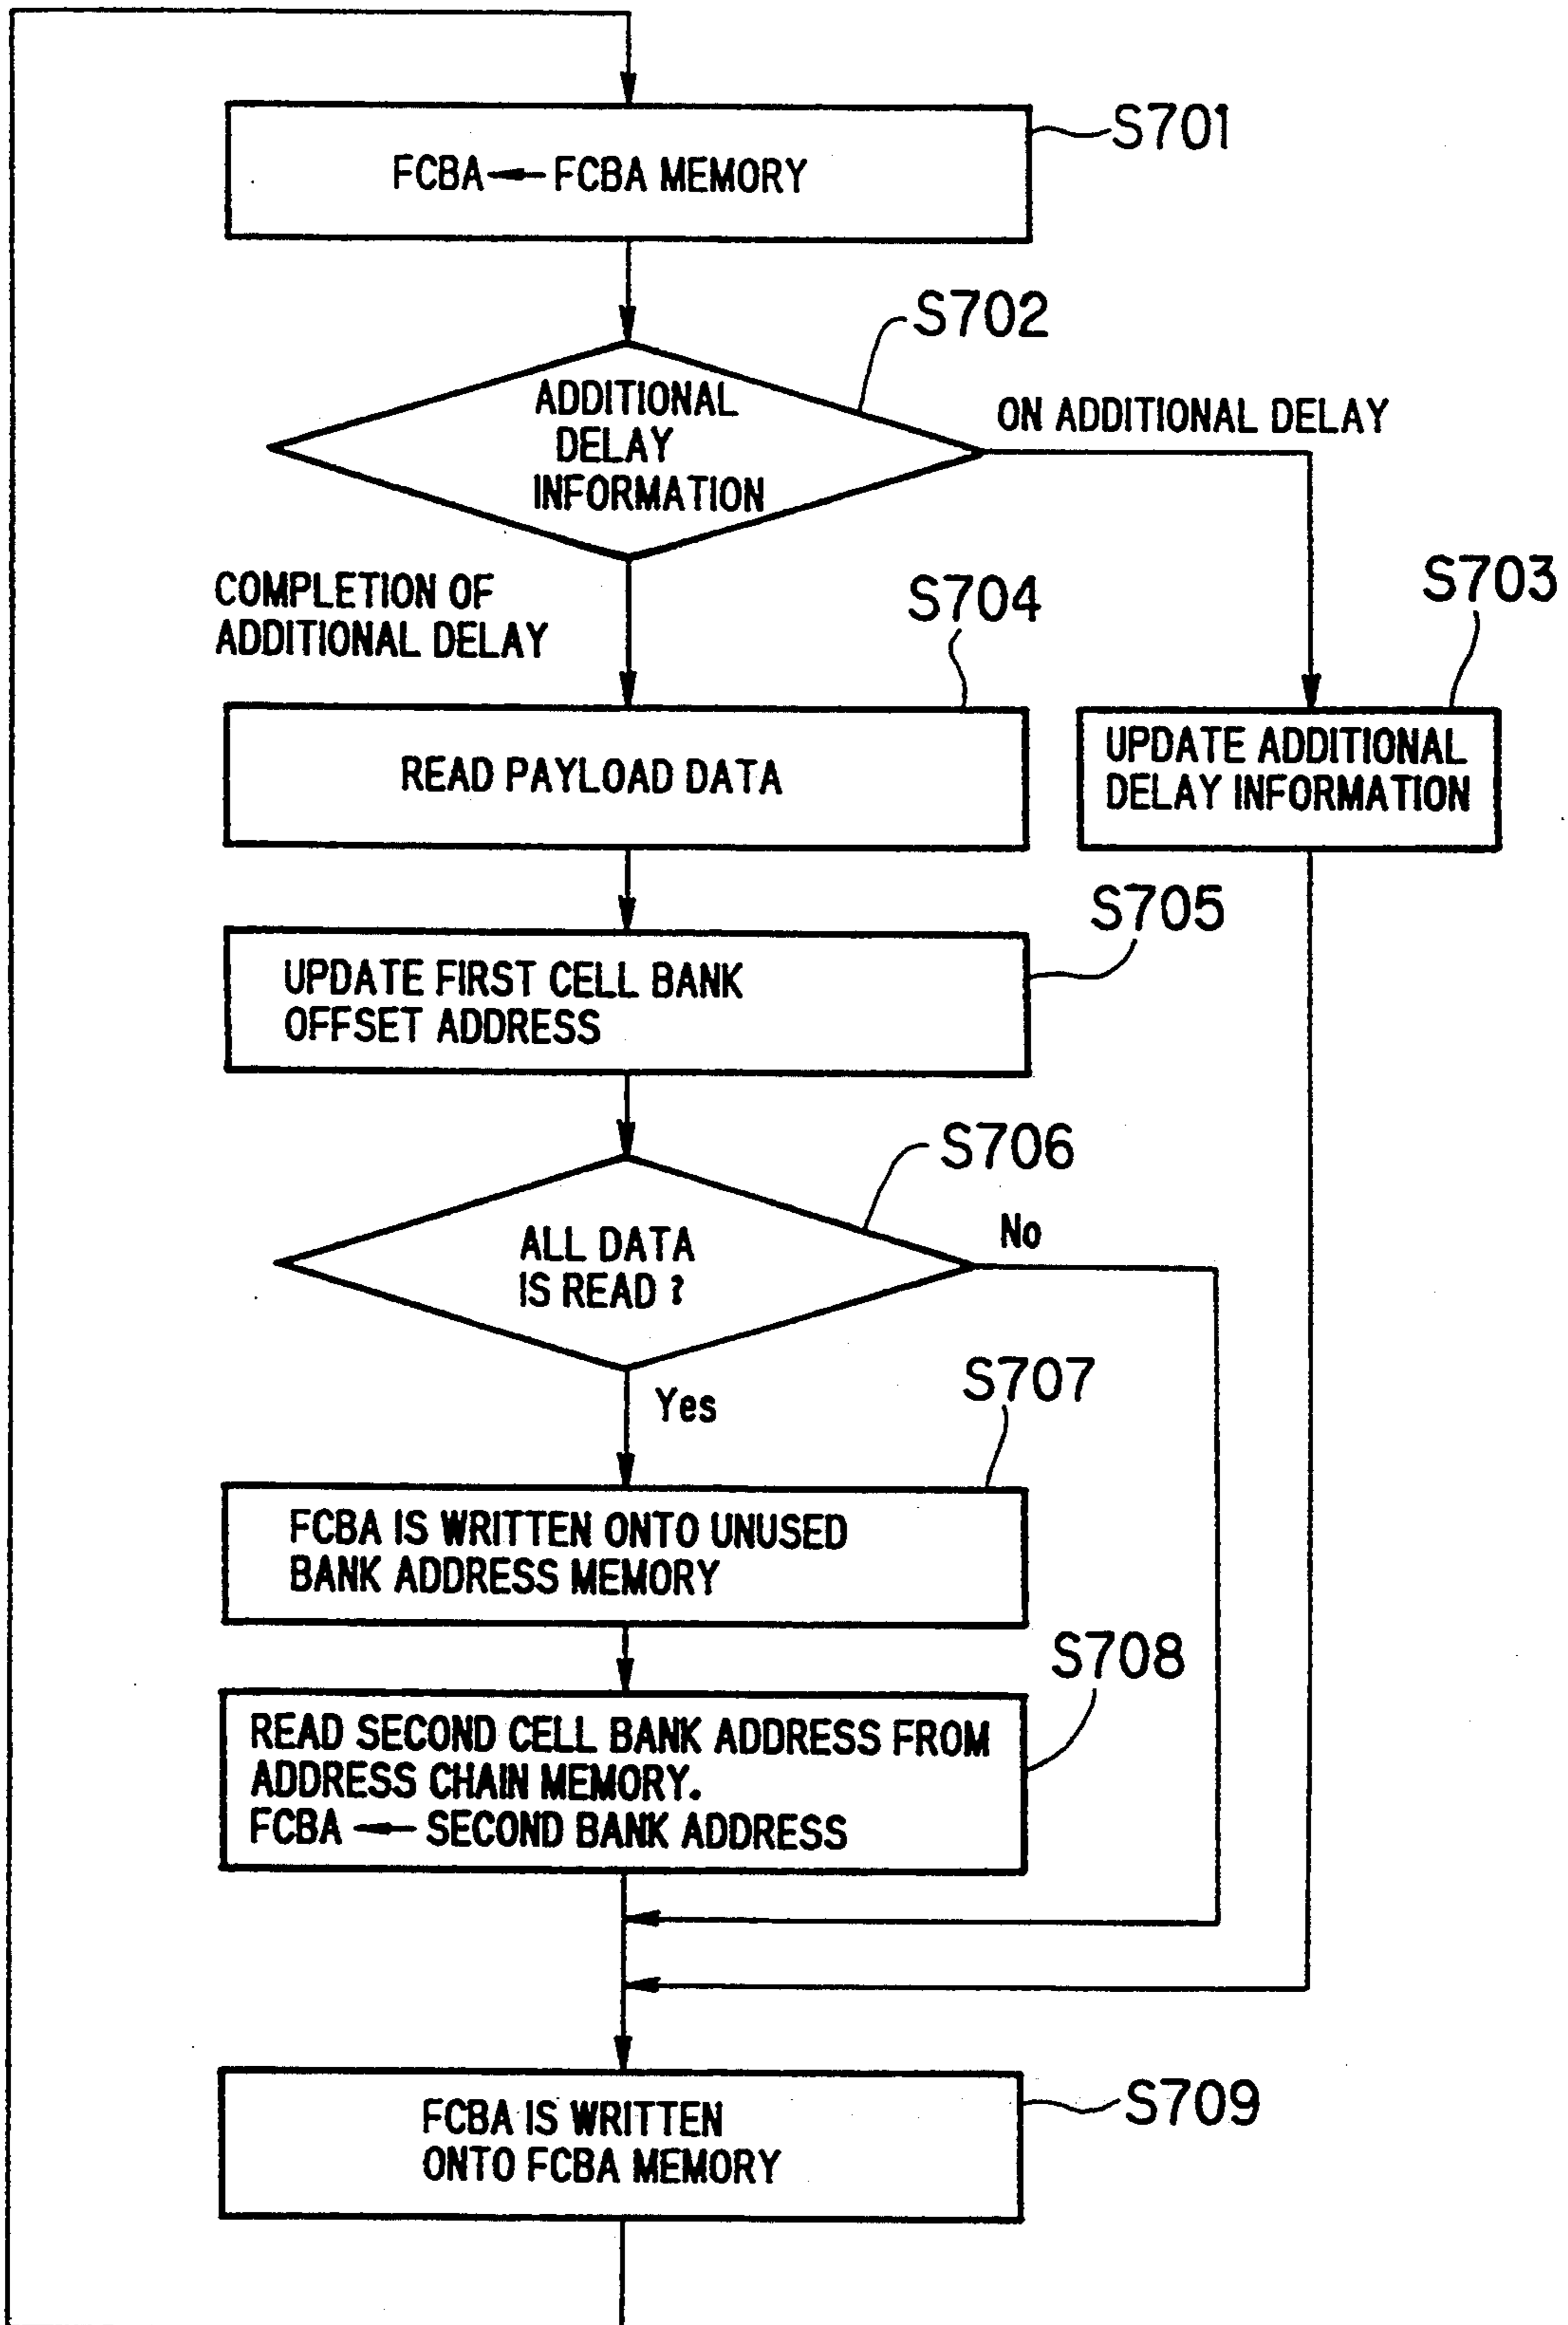 S701
FCBA ← FCBA MEMORY
S702
ADDITIONAL
DELAY
INFORMATION
ON ADDITIONAL DELAY
COMPLETION OF
ADDITIONAL DELAY
S704
S703
READ PAYLOAD DATA
UPDATE ADDITIONAL
DELAY INFORMATION
S705
UPDATE FIRST CELL BANK
OFFSET ADDRESS
S706
ALL DATA
IS READ ?
No
Yes
S707
FCBA IS WRITTEN ONTO UNUSED
BANK ADDRESS MEMORY
S708
READ SECOND CELL BANK ADDRESS FROM
ADDRESS CHAIN MEMORY.
FCBA ← SECOND BANK ADDRESS
S709
FCBA IS WRITTEN
ONTO FCBA MEMORY